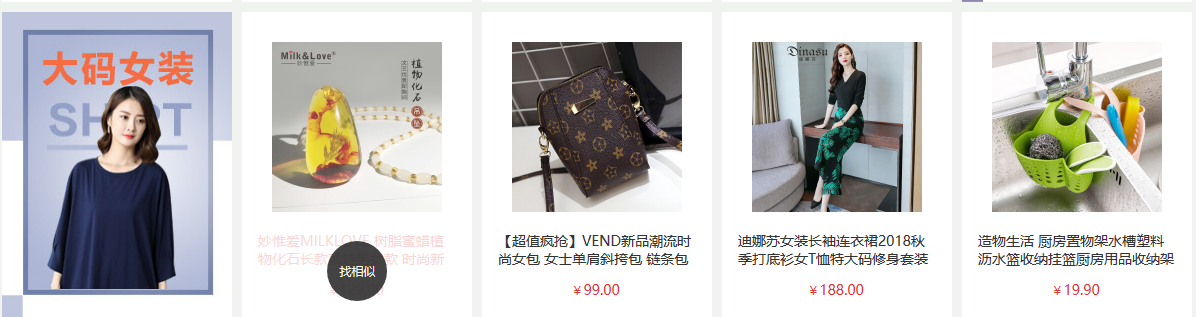 大码女装
SHIRT
Milk&Love®
妙惟爱
植物化石
吊坠
妙惟爱MILKLOVE 树脂蜜蜡植
物化石长款
款 时尚新
找相似
【超值疯抢】VEND新品潮流时
尚女包 女士单肩斜挎包 链条包
￥99.00
Dinasu
迪娜苏女装长袖连衣裙2018秋
季打底衫女T恤特大码修身套装
￥188.00
造物生活 厨房置物架水槽塑料
沥水篮收纳挂篮厨房用品收纳架
￥19.90